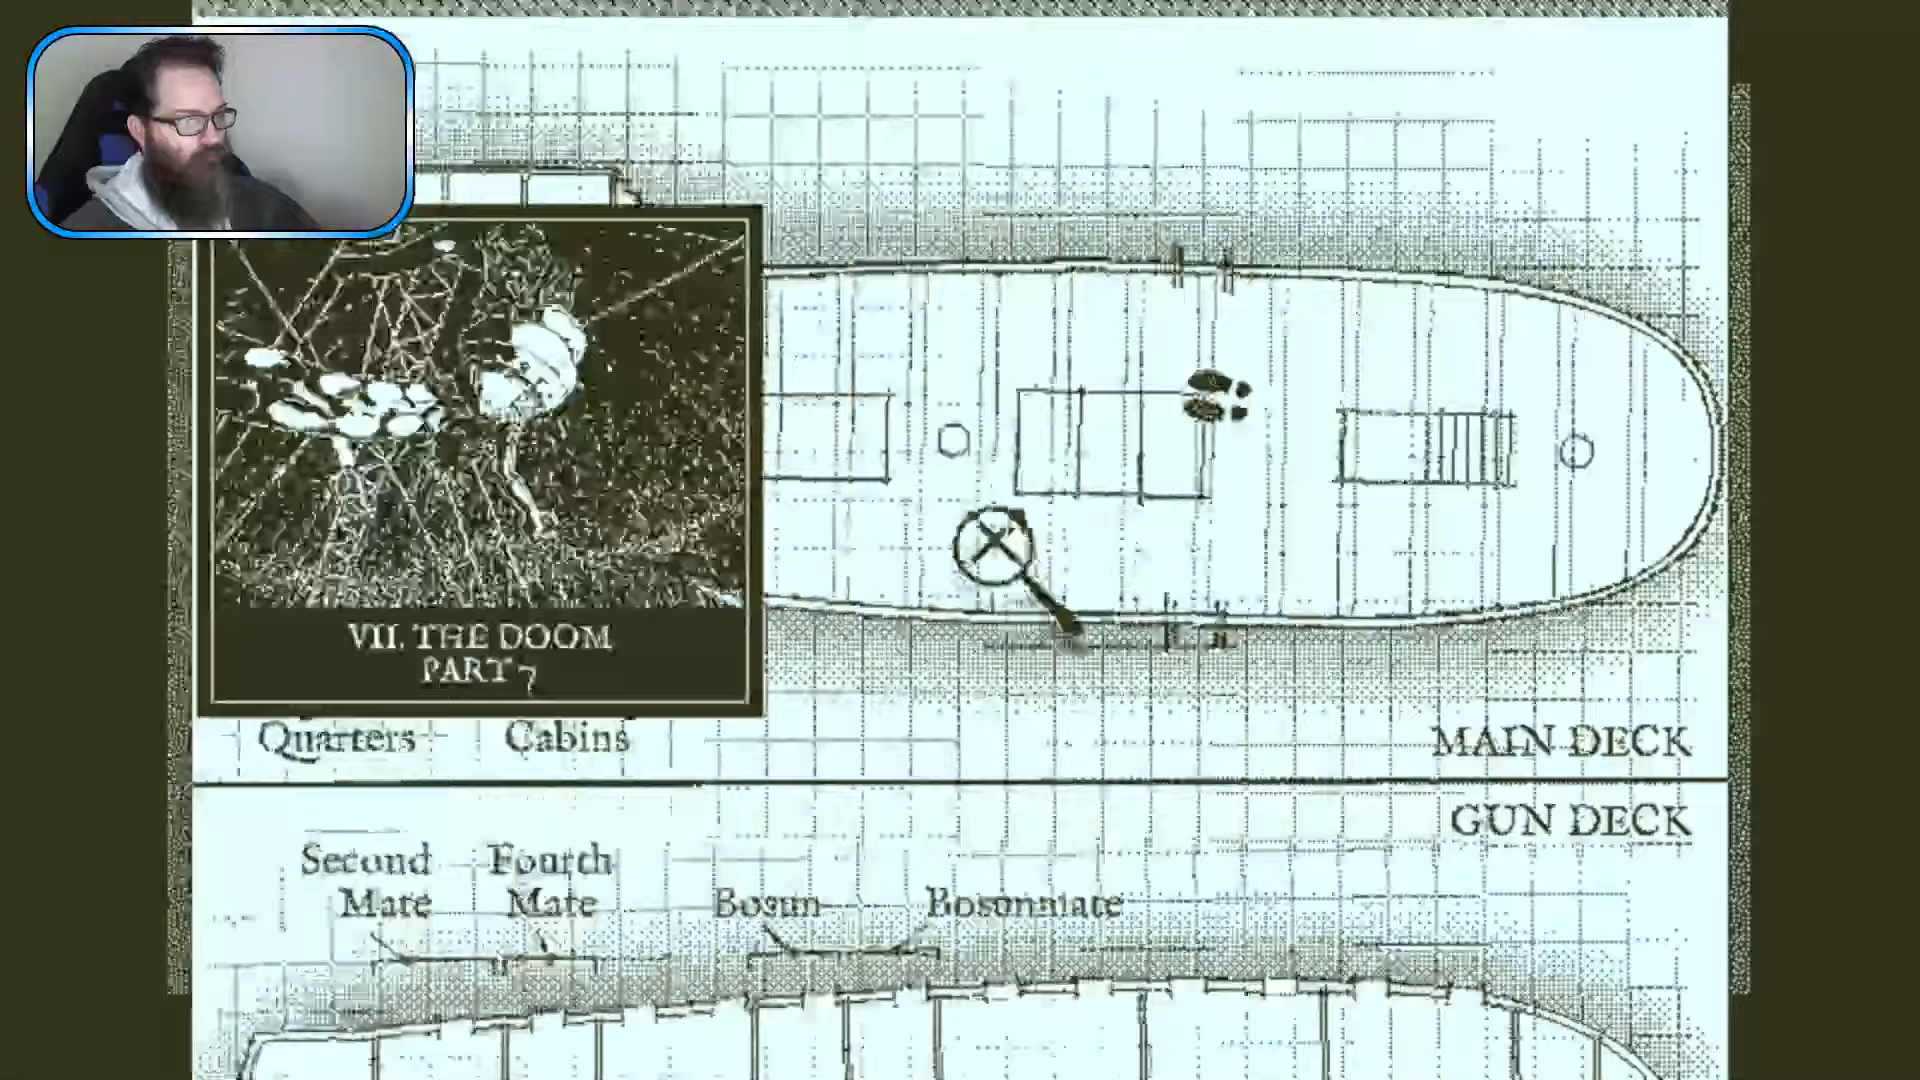 VII. THE DOOM
PART 7
Quarters
Cabins
MAIN DECK
GUN DECK
Second
Mate
Fourth
Mate
Bosun
Bosunmate